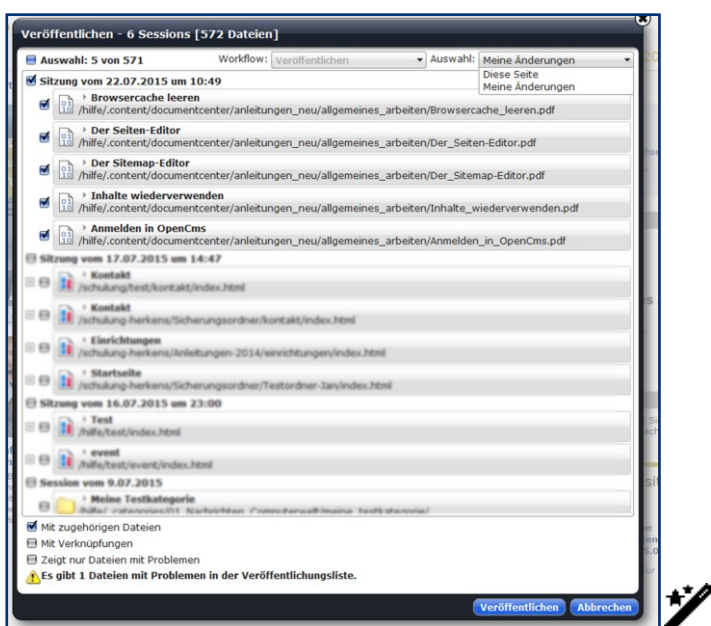 Veröffentlichen - 6 Sessions [572 Dateien]
Auswahl: 5 von 571 Workflow: Veröffentlichen Auswahl: Meine Änderungen
Diese Seite
Meine Änderungen
Sitzung vom 22.07.2015 um 10:49
Browsercache leeren
/hilfe/.content/documentcenter/anleitungen_neu/allgemeines_arbeiten/Browsercache_leeren.pdf
Der Seiten-Editor
/hilfe/.content/documentcenter/anleitungen_neu/allgemeines_arbeiten/Der_Seiten-Editor.pdf
Der Sitemap-Editor
/hilfe/.content/documentcenter/anleitungen_neu/allgemeines_arbeiten/Der_Sitemap-Editor.pdf
Inhalte wiederverwenden
/hilfe/.content/documentcenter/anleitungen_neu/allgemeines_arbeiten/Inhalte_wiederverwenden.pdf
Anmelden in OpenCms
/hilfe/.content/documentcenter/anleitungen_neu/allgemeines_arbeiten/Anmelden_in_OpenCms.pdf
Sitzung vom 17.07.2015 um 14:47
Kontakt
/schulung/test/kontakt/index.html
Kontakt
/schulung-herkens/Sicherungsordner/kontakt/index.html
Einrichtungen
/schulung-herkens/Anleitungen-2014/einrichtungen/index.html
Startseite
/schulung-herkens/Sicherungsordner/Testordner-Jan/index.html
Sitzung vom 16.07.2015 um 23:00
Test
/hilfe/test/index.html
event
/hilfe/test/event/index.html
Session vom 9.07.2015
Meine Testkategorie
/hilfe/_categories/01_Nachrichten_Computerwelt/meine_testkategorie/
Mit zugehörigen Dateien
Mit Verknüpfungen
Zeigt nur Dateien mit Problemen
Es gibt 1 Dateien mit Problemen in der Veröffentlichungsliste.
Veröffentlichen Abbrechen